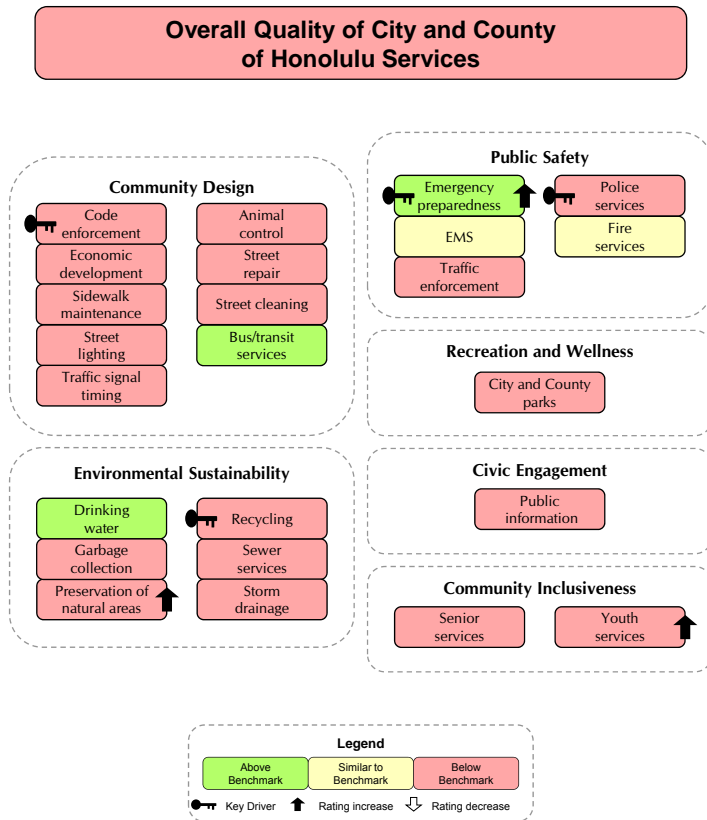 Overall Quality of City and County
of Honolulu Services
Community Design
Code
enforcement
Economic
development
Sidewalk
maintenance
Street
lighting
Traffic signal
timing
Animal
control
Street
repair
Street cleaning
Bus/transit
services
Public Safety
Emergency
preparedness
EMS
Traffic
enforcement
Police
services
Fire
services
Recreation and Wellness
City and County
parks
Environmental Sustainability
Drinking
water
Garbage
collection
Preservation of
natural areas
Recycling
Sewer
services
Storm
drainage
Civic Engagement
Public
information
Community Inclusiveness
Senior
services
Youth
services
Legend
Above
Benchmark
Similar to
Benchmark
Below
Benchmark
Key Driver
Rating increase
Rating decrease